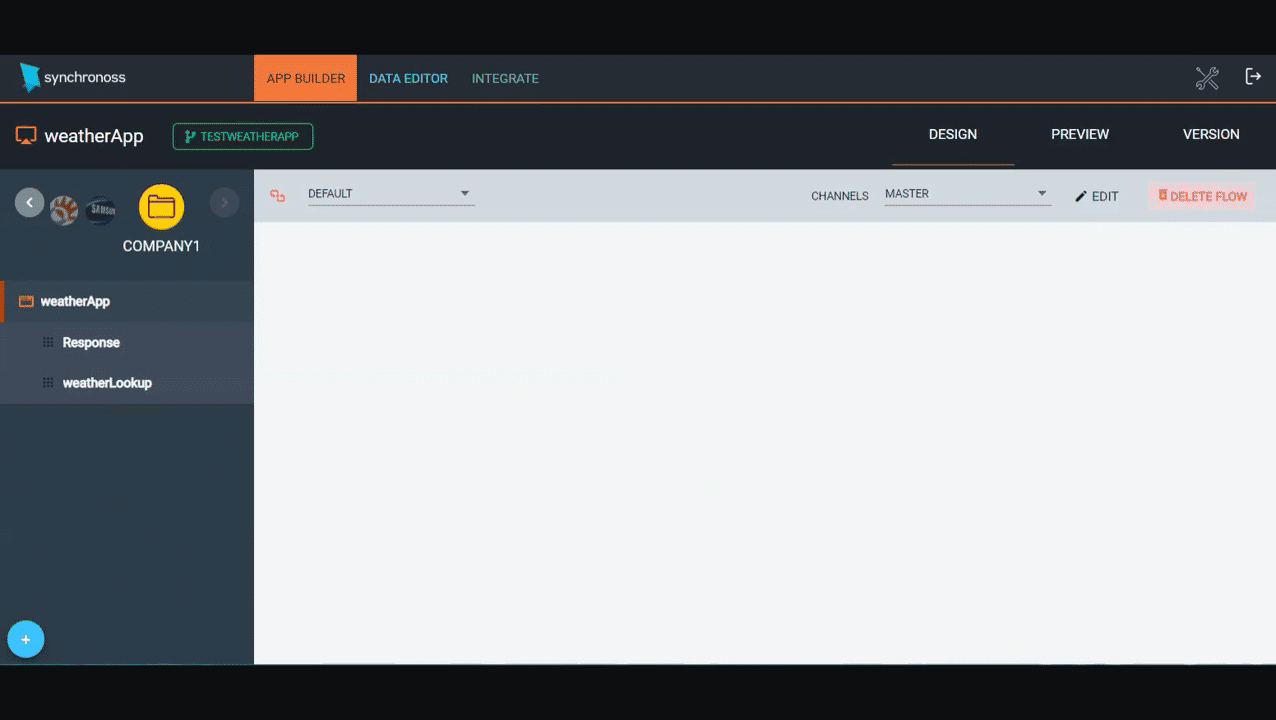 synchronoss
APP BUILDER
DATA EDITOR
INTEGRATE
weatherApp
TESTWEATHERAPP
DESIGN
PREVIEW
VERSION
SAMSUN
COMPANY1
DEFAULT
CHANNELS
MASTER
EDIT
DELETE FLOW
weatherApp
Response
weatherLookup